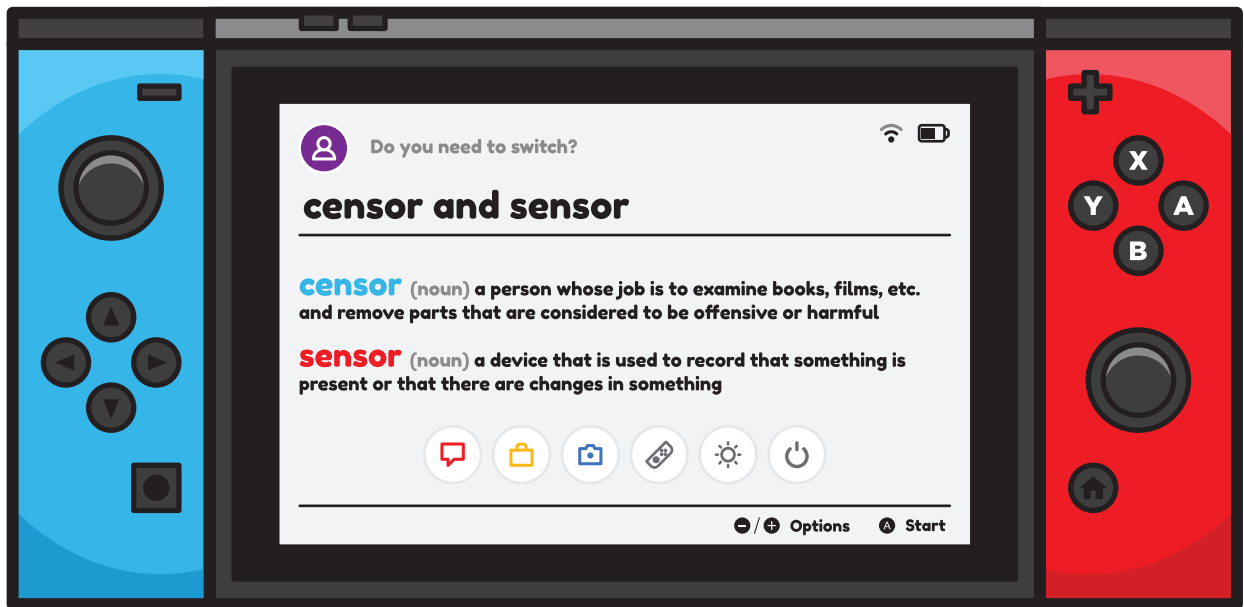 Do you need to switch?
censor and sensor
censor (noun) a person whose job is to examine books, films, etc.
and remove parts that are considered to be offensive or harmful
sensor (noun) a device that is used to record that something is
present or that there are changes in something
X
Y A
B
/ Options A Start